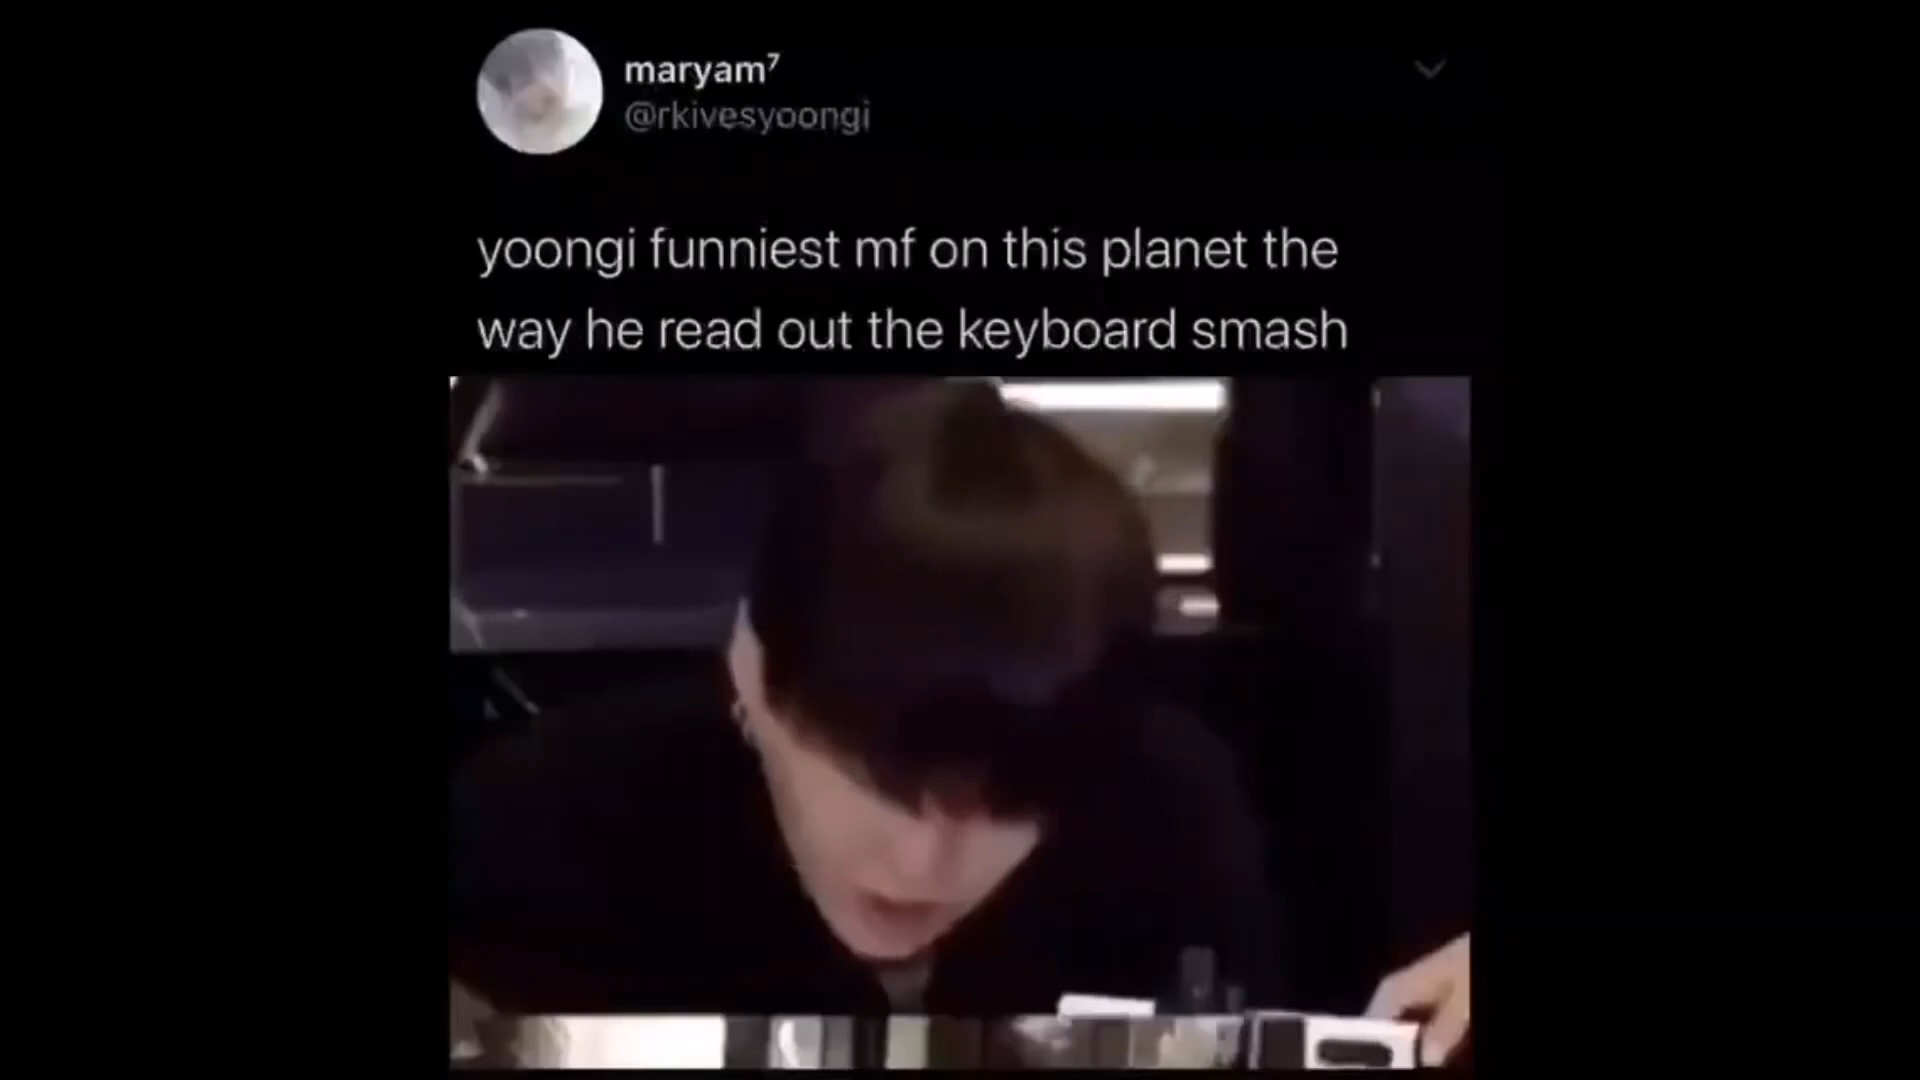 maryam⁷
@rkivesyoongi
yoongi funniest mf on this planet the
way he read out the keyboard smash